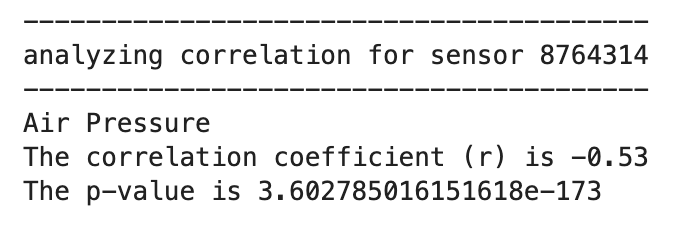 ----------------------------------------
analyzing correlation for sensor 8764314
----------------------------------------
Air Pressure
The correlation coefficient (r) is -0.53
The p-value is 3.602785016151618e-173